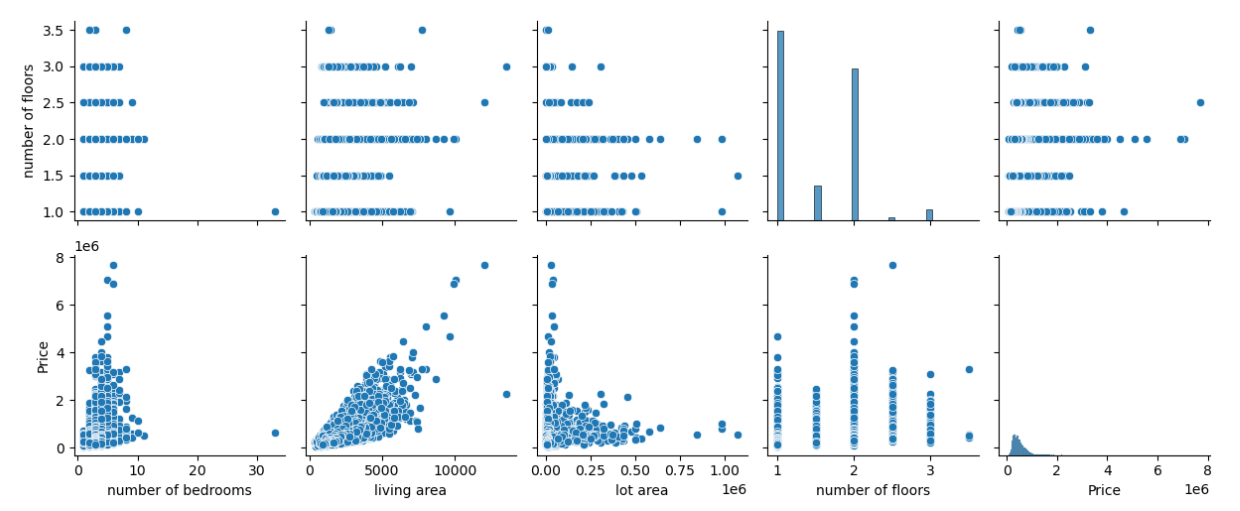 3.5
3.0
2.5
2.0
1.5
1.0
number of floors
1e6
8
6
4
2
0
Price
0 10 20 30
number of bedrooms
0 5000 10000
living area
0.00 0.25 0.50 0.75 1.00
1e6
lot area
1 2 3
number of floors
0 2 4 6 8
1e6
Price